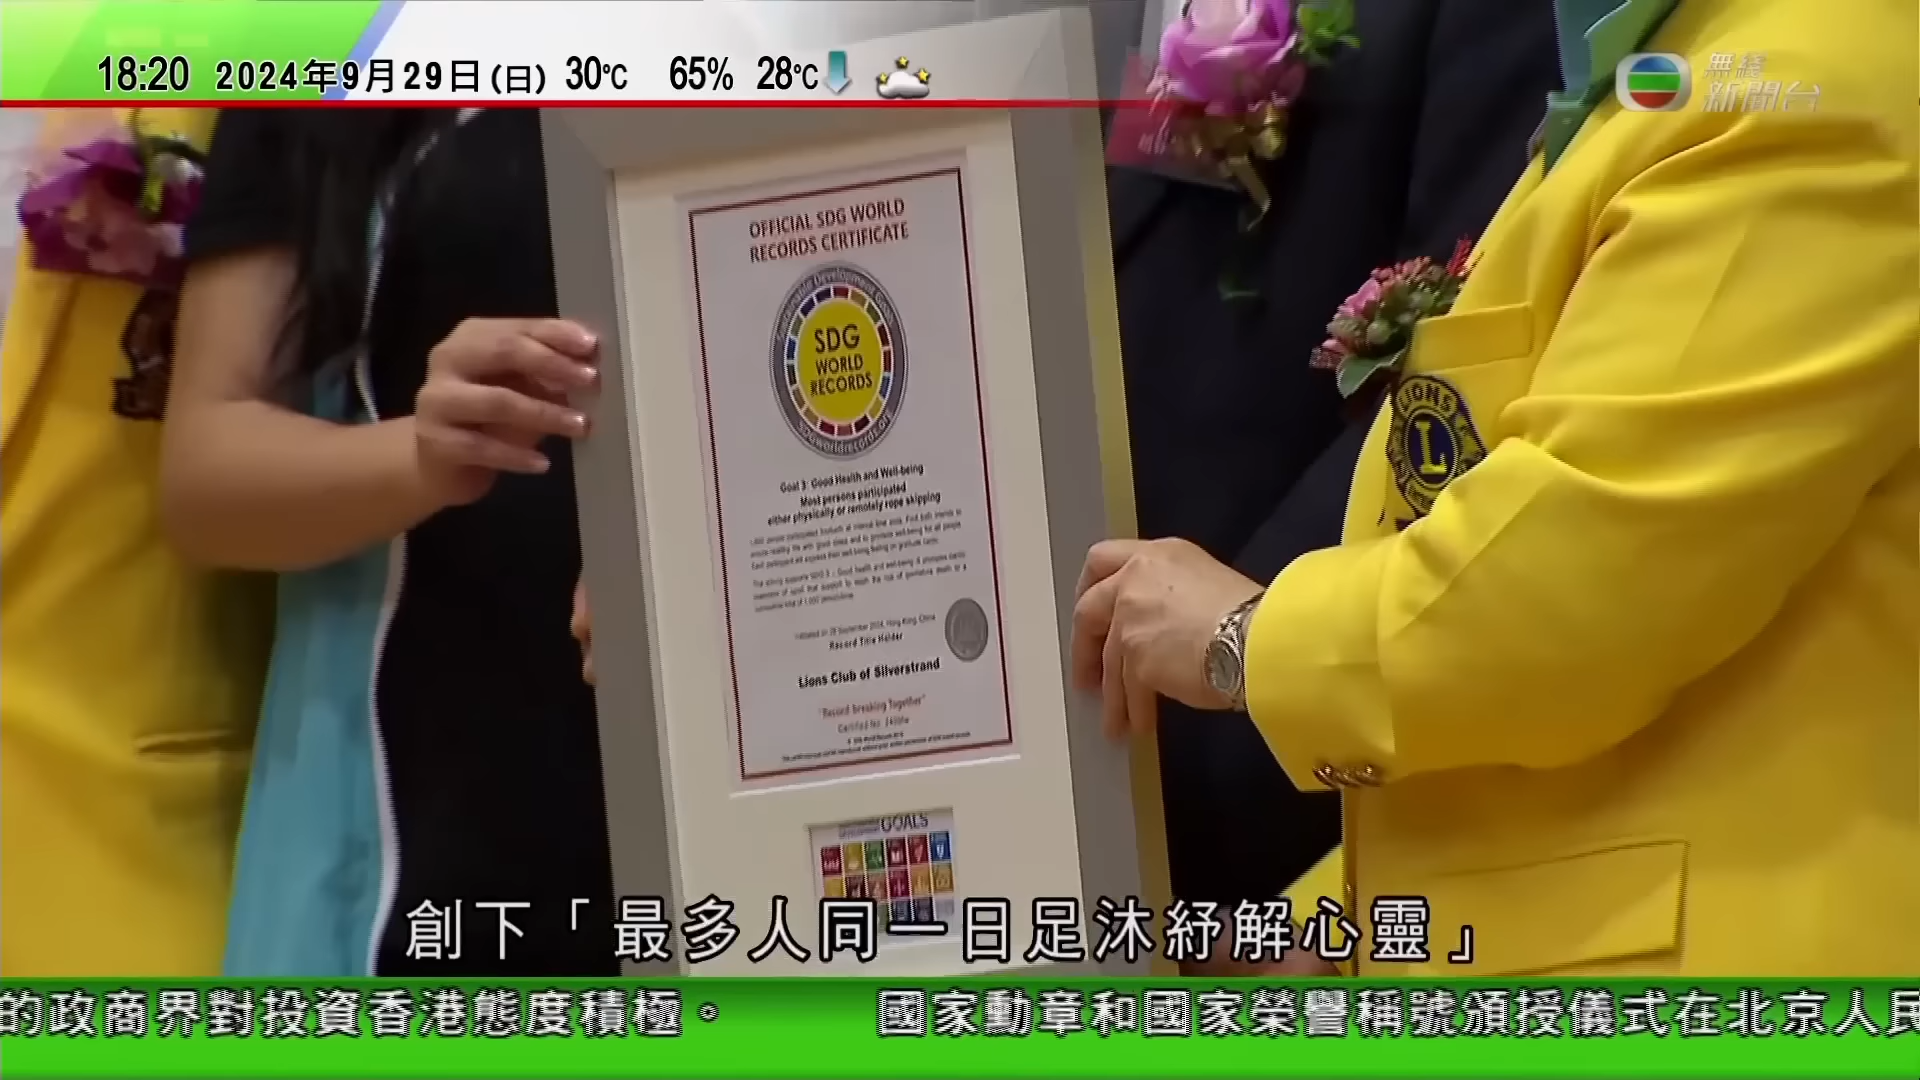 18:20 2024年9月29日(日) 30℃ 65% 28℃
無綫
新聞台
OFFICIAL SDG WORLD
RECORDS CERTIFICATE
Sustainable Development Goals
SDG
WORLD
RECORDS
sdgworldrecords.org
LIONS
L
Goal 3: Good Health and Well-being
Most persons participated
either physically or remotely rope skipping
Record Title Holder
Lions Club of Silverstrand
"Record Breaking Together"
GOALS
創下「最多人同一日足沐紓解心靈」
的政商界對投資香港態度積極。 國家勳章和國家榮譽稱號頒授儀式在北京人民